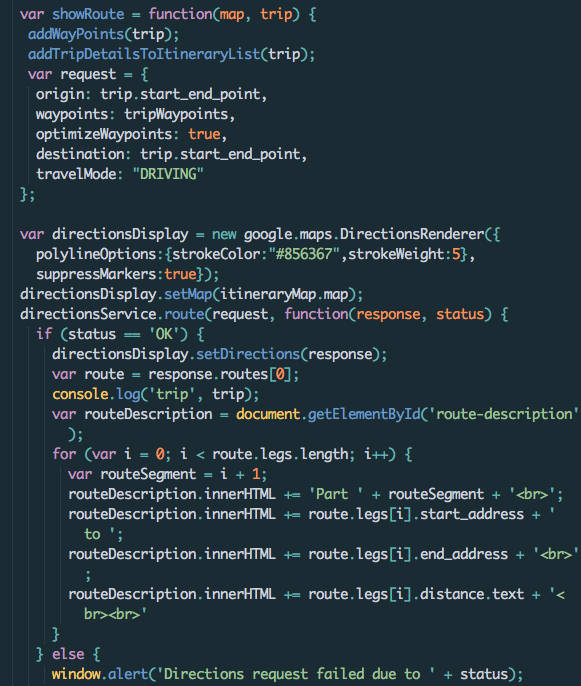 var showRoute = function(map, trip) {
addWayPoints(trip);
addTripDetailsToItineraryList(trip);
var request = {
origin: trip.start_end_point,
waypoints: tripWaypoints,
optimizeWaypoints: true,
destination: trip.start_end_point,
travelMode: "DRIVING"
};
var directionsDisplay = new google.maps.DirectionsRenderer({
polylineOptions:{strokeColor:"#856367",strokeWeight:5},
suppressMarkers:true});
directionsDisplay.setMap(itineraryMap.map);
directionsService.route(request, function(response, status) {
if (status == 'OK') {
directionsDisplay.setDirections(response);
var route = response.routes[0];
console.log('trip', trip);
var routeDescription = document.getElementById('route-description'
);
for (var i = 0; i < route.legs.length; i++) {
var routeSegment = i + 1;
routeDescription.innerHTML += 'Part ' + routeSegment + '<br>';
routeDescription.innerHTML += route.legs[i].start_address + '
to ';
routeDescription.innerHTML += route.legs[i].end_address + '<br>'
;
routeDescription.innerHTML += route.legs[i].distance.text + '<
br><br>'
}
} else {
window.alert('Directions request failed due to ' + status);